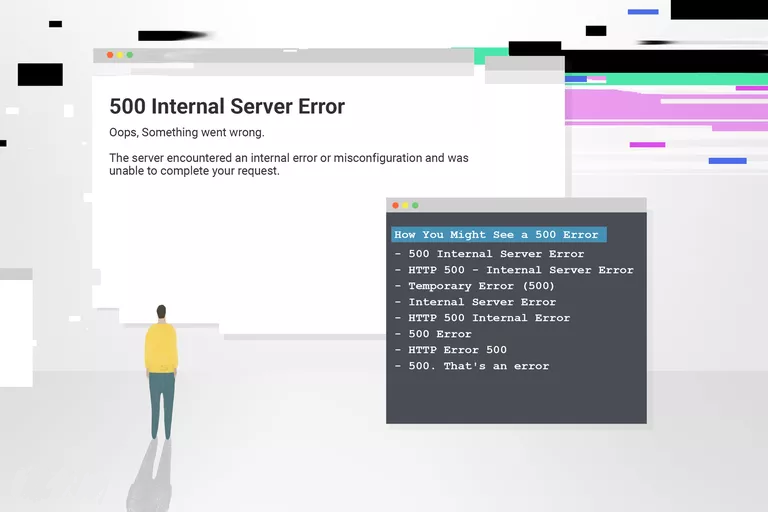 500 Internal Server Error
Oops, Something went wrong.
The server encountered an internal error or misconfiguration and was
unable to complete your request.
How You Might See a 500 Error
- 500 Internal Server Error
- HTTP 500 - Internal Server Error
- Temporary Error (500)
- Internal Server Error
- HTTP 500 Internal Error
- 500 Error
- HTTP Error 500
- 500. That's an error